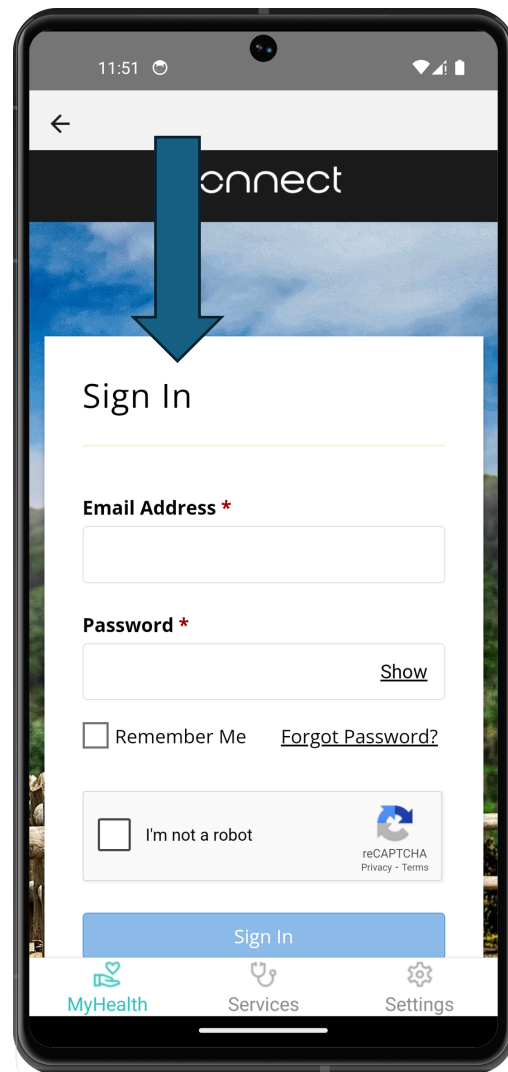 11:51
onnect
Sign In
Email Address *
Password *
Show
Remember Me Forgot Password?
I'm not a robot
reCAPTCHA
Privacy - Terms
Sign In
MyHealth Services Settings